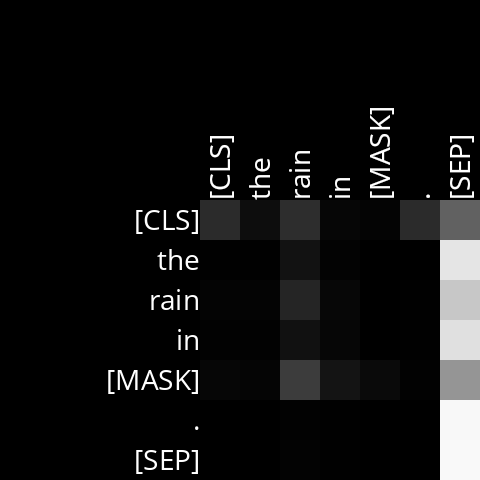 [CLS] the rain in [MASK] . [SEP]
[CLS]
the
rain
in
[MASK]
.
[SEP]